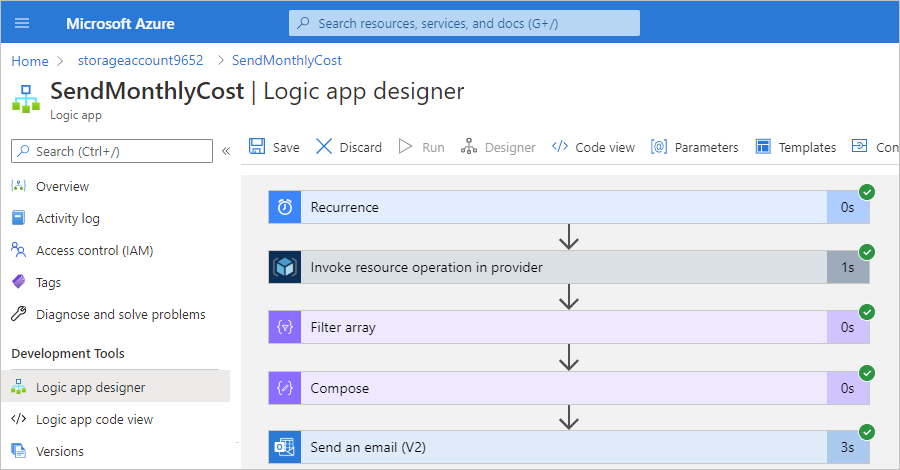 Microsoft Azure
Search resources, services, and docs (G+/)
Home > storageaccount9652 > SendMonthlyCost
SendMonthlyCost | Logic app designer
Logic app
Search (Ctrl+/)
«
Overview
Activity log
Access control (IAM)
Tags
Diagnose and solve problems
Development Tools
Logic app designer
Logic app code view
Versions
Save Discard Run Designer Code view Parameters Templates Con
Recurrence 0s
Invoke resource operation in provider 1s
Filter array 0s
Compose 0s
Send an email (V2) 3s